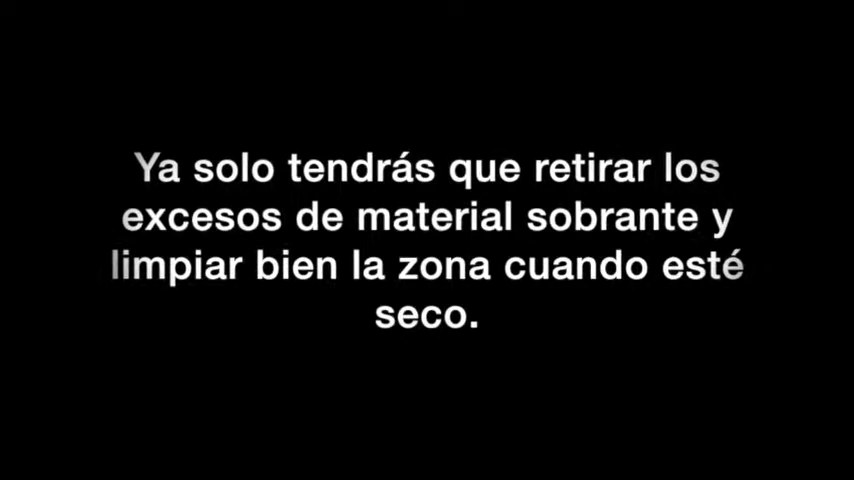 Ya solo tendrás que retirar los
excesos de material sobrante y
limpiar bien la zona cuando esté
seco.